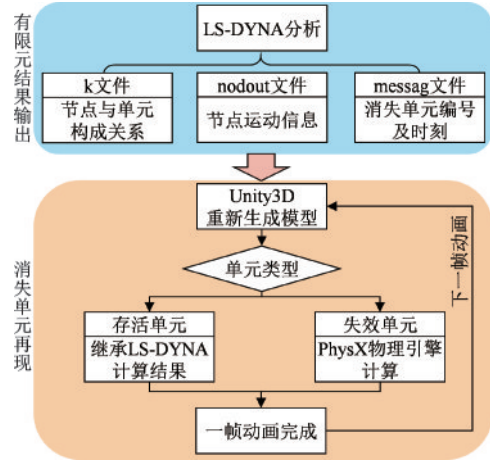 有限元结果输出
LS-DYNA分析
k文件
节点与单元
构成关系
nodout文件
节点运动信息
messag文件
消失单元编号
及时刻
消失单元再现
Unity3D
重新生成模型
单元类型
存活单元
继承LS-DYNA
计算结果
失效单元
PhysX物理引擎
计算
一帧动画完成
下一帧动画